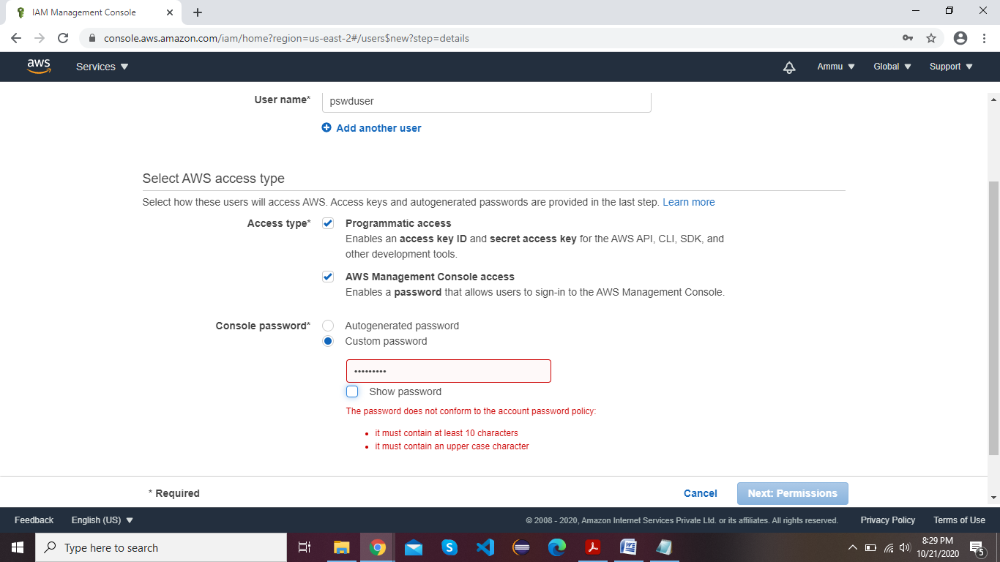 IAM Management Console
console.aws.amazon.com/iam/home?region=us-east-2#/users$new?step=details
aws Services Ammu Global Support
User name* pswduser
Add another user
Select AWS access type
Select how these users will access AWS. Access keys and autogenerated passwords are provided in the last step. Learn more
Access type* Programmatic access
Enables an access key ID and secret access key for the AWS API, CLI, SDK, and
other development tools.
AWS Management Console access
Enables a password that allows users to sign-in to the AWS Management Console.
Console password* Autogenerated password
Custom password
•••••••••
Show password
The password does not conform to the account password policy:
• it must contain at least 10 characters
• it must contain an upper case character
* Required Cancel Next: Permissions
Feedback English (US) © 2008 - 2020, Amazon Internet Services Private Ltd. or its affiliates. All rights reserved. Privacy Policy Terms of Use
Type here to search
8:29 PM
10/21/2020
5